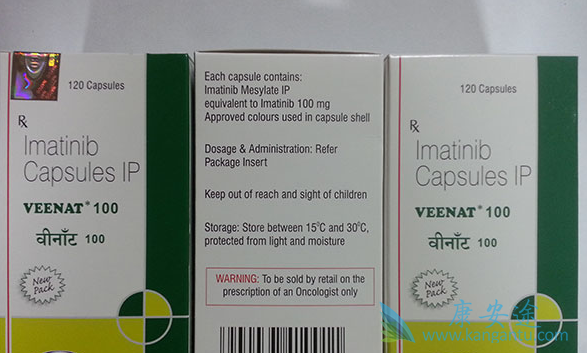 120 Capsules
Rx
Imatinib
Capsules IP
VEENAT® 100
वीनॉट 100
New
Pack
Each capsule contains:
Imatinib Mesylate IP
equivalent to Imatinib 100 mg
Approved colours used in capsule shell
Dosage & Administration: Refer
Package Insert
Keep out of reach and sight of children
Storage: Store between 15°C and 30°C,
protected from light and moisture
WARNING: To be sold by retail on the
prescription of an Oncologist only
120 Capsules
Rx
Imatinib
Capsules IP
VEENAT® 100
वीनॉट 100
New
Pack
康安途